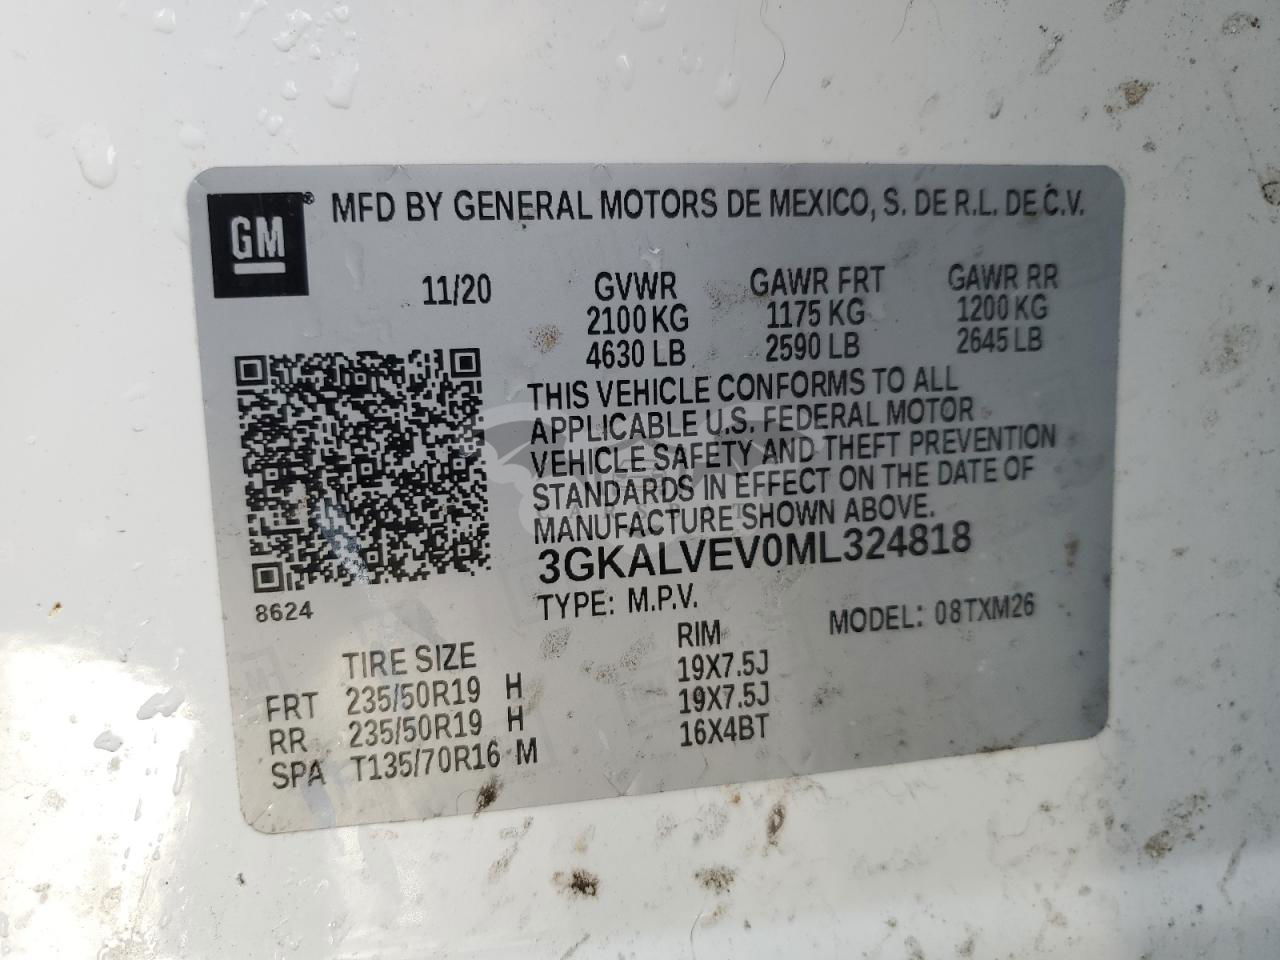 GM® MFD BY GENERAL MOTORS DE MEXICO, S. DE R.L. DE C.V.
11/20 GVWR GAWR FRT GAWR RR
2100 KG 1175 KG 1200 KG
4630 LB 2590 LB 2645 LB
THIS VEHICLE CONFORMS TO ALL
APPLICABLE U.S. FEDERAL MOTOR
VEHICLE SAFETY AND THEFT PREVENTION
STANDARDS IN EFFECT ON THE DATE OF
MANUFACTURE SHOWN ABOVE.
3GKALVEV0ML324818
8624 TYPE: M.P.V. MODEL: 08TXM26
TIRE SIZE RIM
FRT 235/50R19 H 19X7.5J
RR 235/50R19 H 19X7.5J
SPA T135/70R16 M 16X4BT